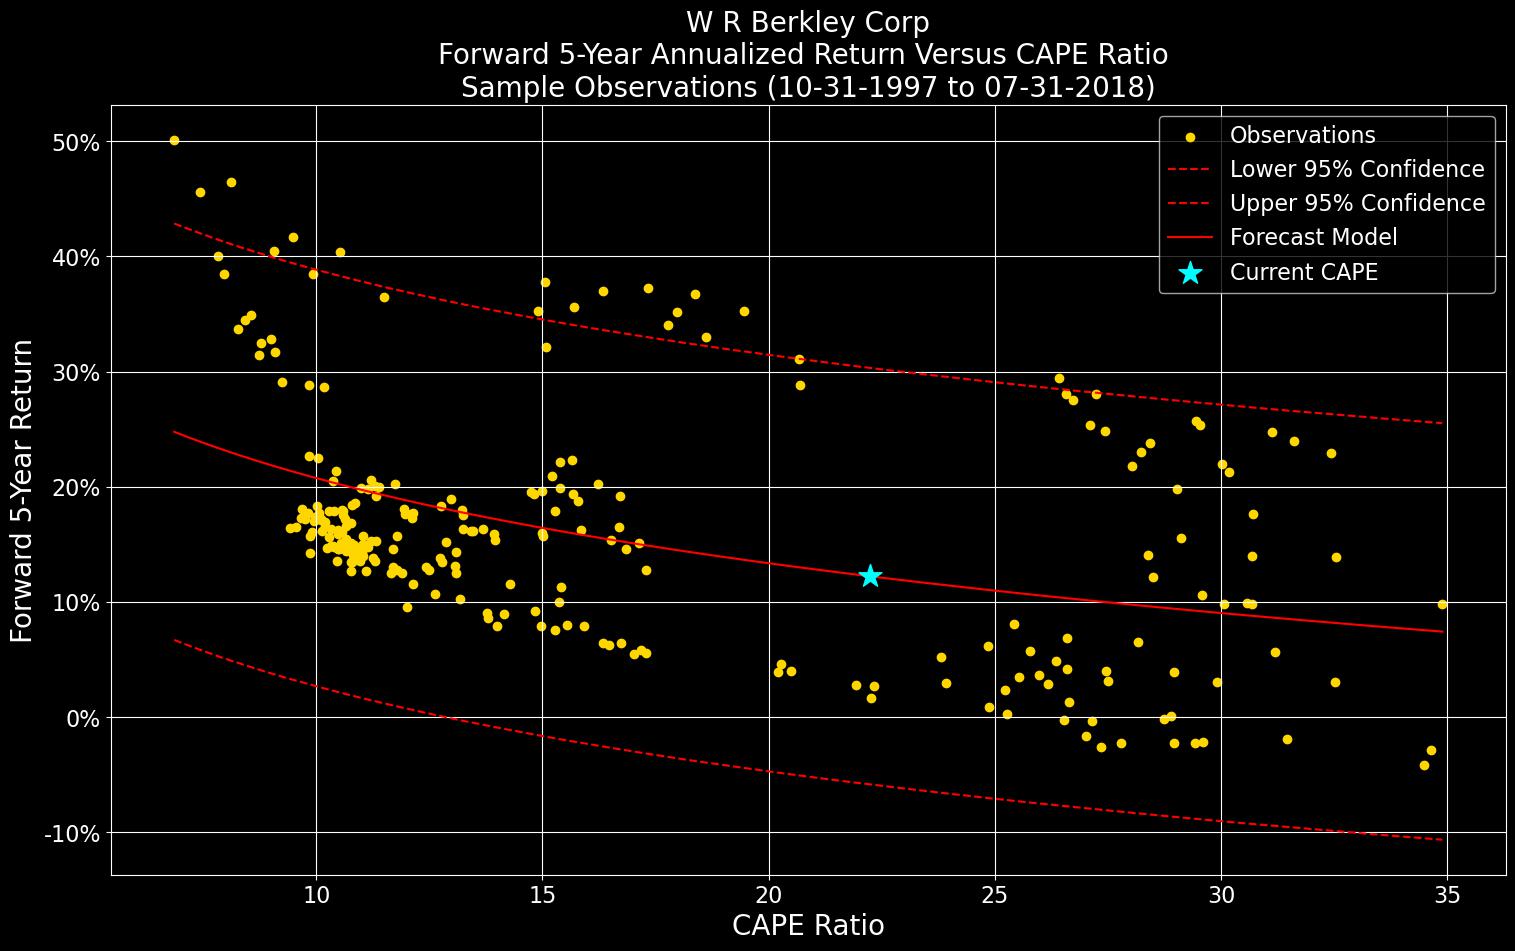 W R Berkley Corp
Forward 5-Year Annualized Return Versus CAPE Ratio
Sample Observations (10-31-1997 to 07-31-2018)
Observations
Lower 95% Confidence
Upper 95% Confidence
Forecast Model
Current CAPE
Forward 5-Year Return
50%
40%
30%
20%
10%
0%
-10%
10 15 20 25 30 35
CAPE Ratio